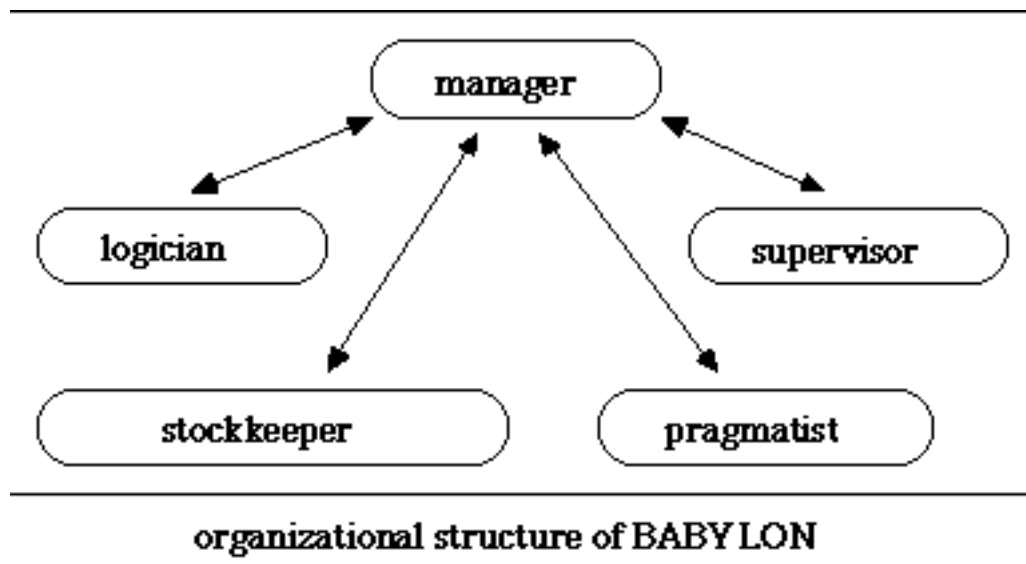 manager
logician
supervisor
stockkeeper
pragmatist
organizational structure of BABYLON